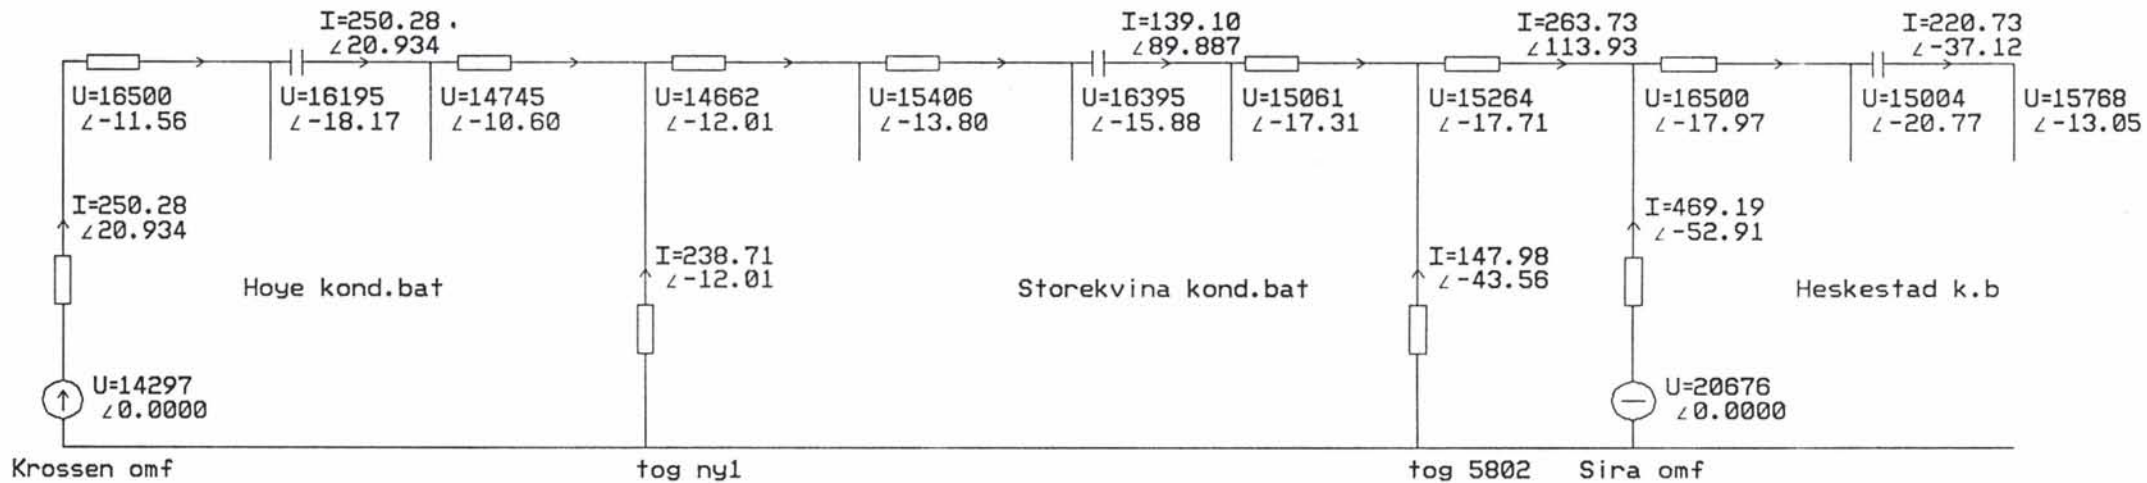 I=250.28
∠20.934
I=139.10
∠89.887
I=263.73
∠113.93
I=220.73
∠-37.12
U=16500
∠-11.56
U=16195
∠-18.17
U=14745
∠-10.60
U=14662
∠-12.01
U=15406
∠-13.80
U=16395
∠-15.88
U=15061
∠-17.31
U=15264
∠-17.71
U=16500
∠-17.97
U=15004
∠-20.77
U=15768
∠-13.05
I=250.28
∠20.934
I=238.71
∠-12.01
I=147.98
∠-43.56
I=469.19
∠-52.91
Hoye kond.bat
Storekvina kond.bat
Heskestad k.b
U=14297
∠0.0000
U=20676
∠0.0000
Krossen omf
tog ny1
tog 5802
Sira omf